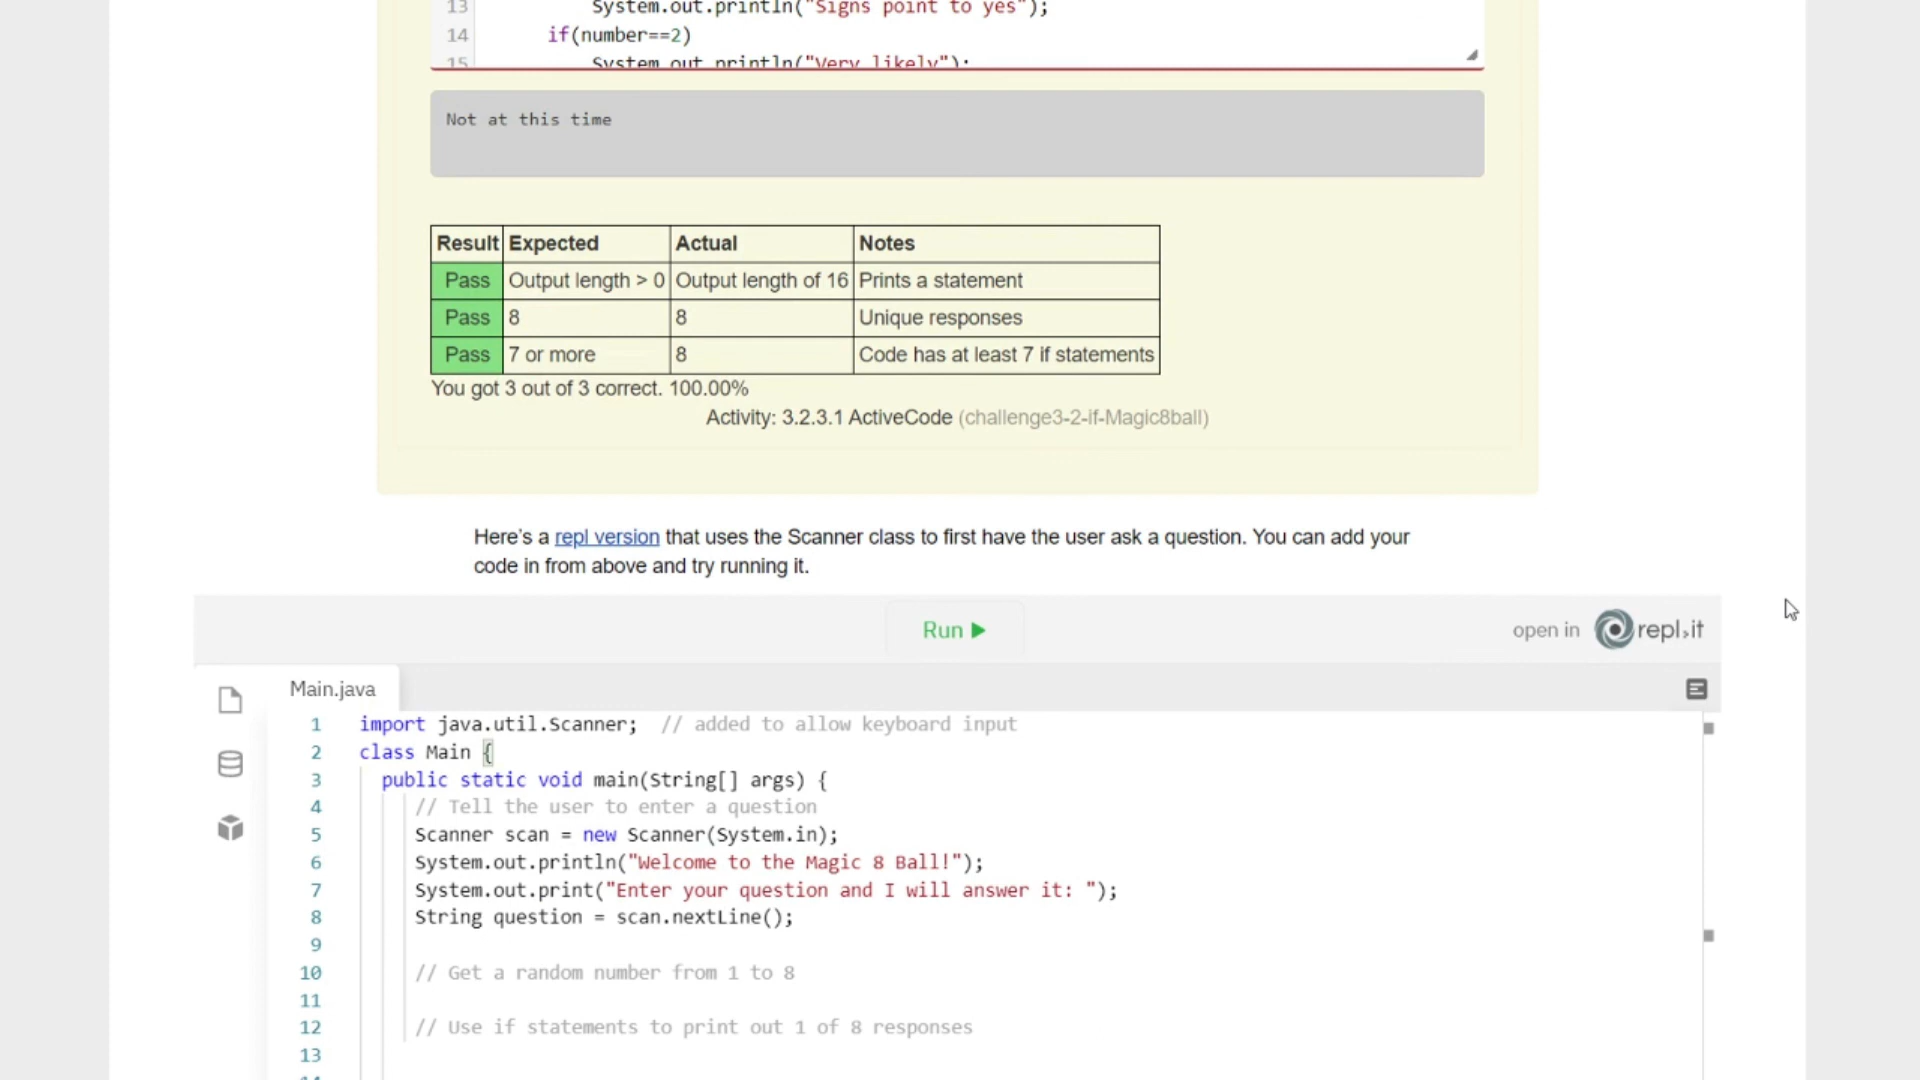 13 System.out.println("Signs point to yes");
14 if(number==2)
15 System.out.println("Very likely");
Not at this time
Result Expected Actual Notes
Pass Output length > 0 Output length of 16 Prints a statement
Pass 8 8 Unique responses
Pass 7 or more 8 Code has at least 7 if statements
You got 3 out of 3 correct. 100.00%
Activity: 3.2.3.1 ActiveCode (challenge3-2-if-Magic8ball)
Here's a repl version that uses the Scanner class to first have the user ask a question. You can add your
code in from above and try running it.
Run
open in repl.it
Main.java
1 import java.util.Scanner; // added to allow keyboard input
2 class Main {
3 public static void main(String[] args) {
4 // Tell the user to enter a question
5 Scanner scan = new Scanner(System.in);
6 System.out.println("Welcome to the Magic 8 Ball!");
7 System.out.print("Enter your question and I will answer it: ");
8 String question = scan.nextLine();
9
10 // Get a random number from 1 to 8
11
12 // Use if statements to print out 1 of 8 responses
13